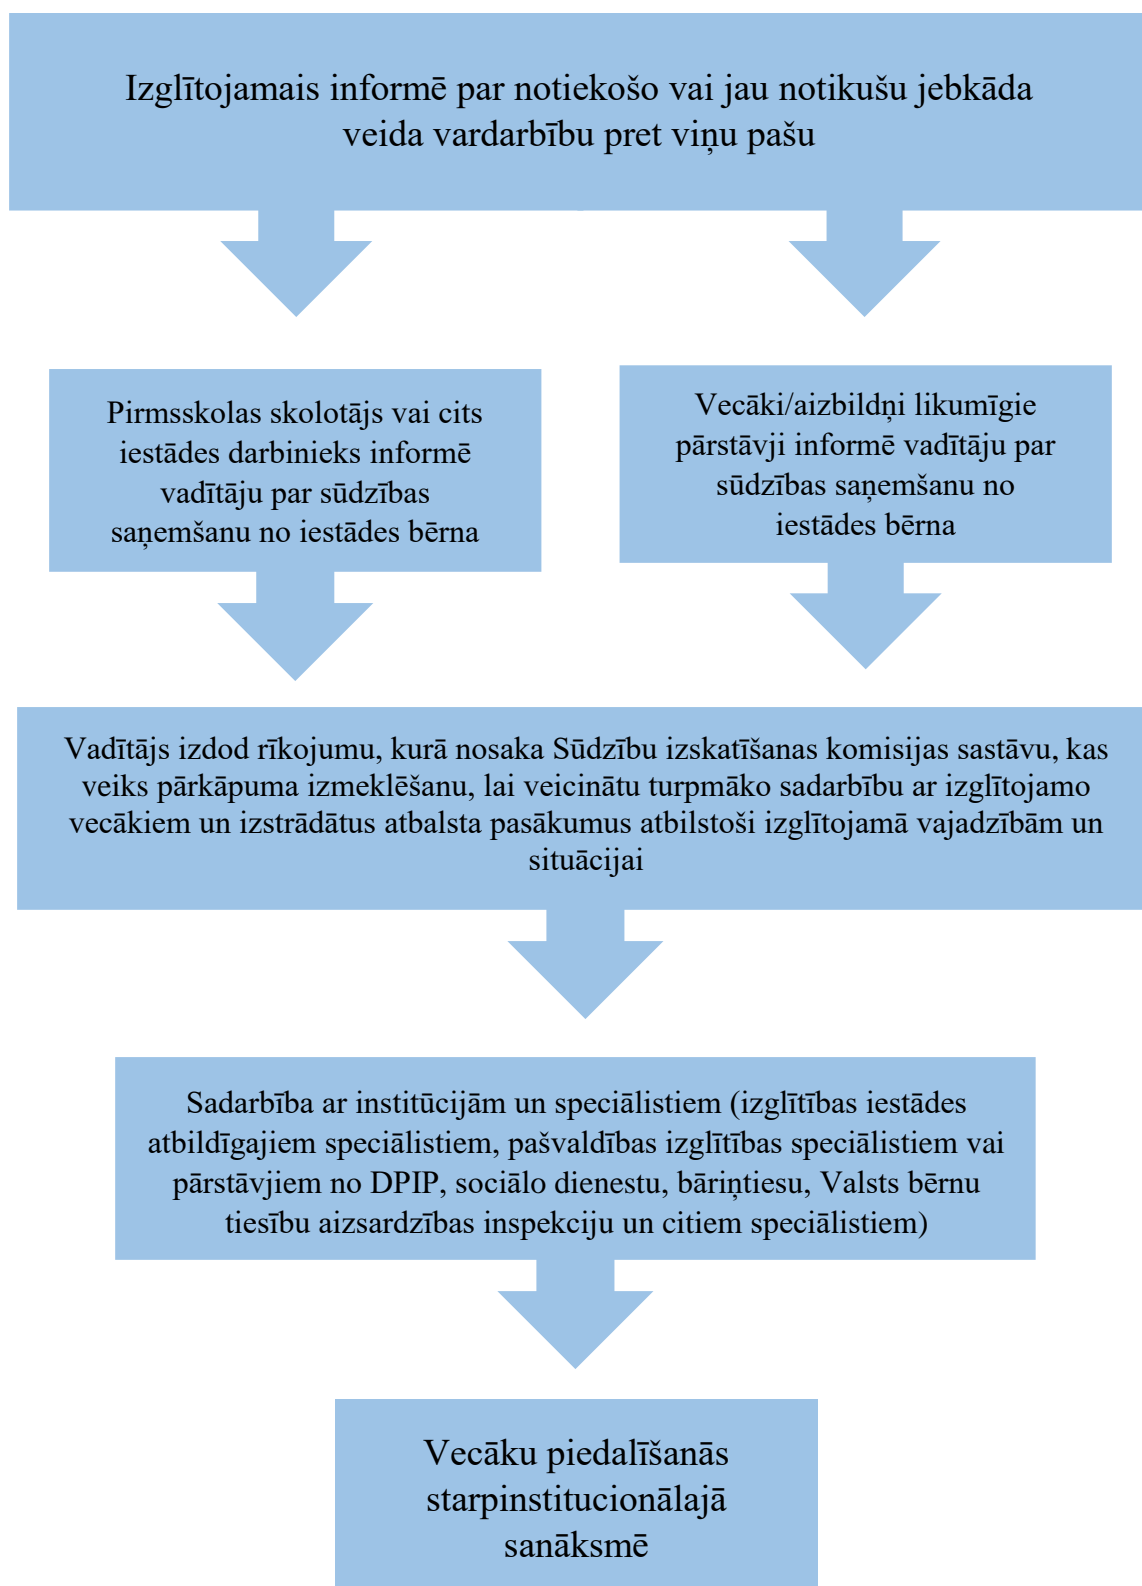 Izglītojamais informē par notiekošo vai jau notikušu jebkāda
veida vardarbību pret viņu pašu
Pirmsskolas skolotājs vai cits
iestādes darbinieks informē
vadītāju par sūdzības
saņemšanu no iestādes bērna
Vecāki/aizbildņi likumīgie
pārstāvji informē vadītāju par
sūdzības saņemšanu no
iestādes bērna
Vadītājs izdod rīkojumu, kurā nosaka Sūdzību izskatīšanas komisijas sastāvu, kas
veiks pārkāpuma izmeklēšanu, lai veicinātu turpmāko sadarbību ar izglītojamo
vecākiem un izstrādātus atbalsta pasākumus atbilstoši izglītojamā vajadzībām un
situācijai
Sadarbība ar institūcijām un speciālistiem (izglītības iestādes
atbildīgajiem speciālistiem, pašvaldības izglītības speciālistiem vai
pārstāvjiem no DPIP, sociālo dienestu, bāriņtiesu, Valsts bērnu
tiesību aizsardzības inspekciju un citiem speciālistiem)
Vecāku piedalīšanās
starpinstitucionālajā
sanāksmē